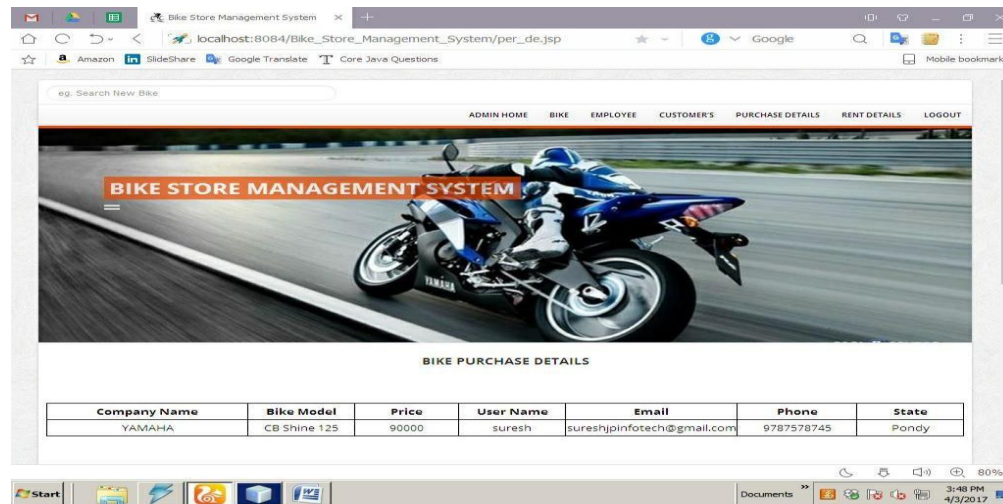 Bike Store Management System
localhost:8084/Bike_Store_Management_System/per_de.jsp
Google
Amazon
SlideShare
Google Translate
Core Java Questions
Mobile bookmark
eg. Search New Bike
ADMIN HOME BIKE EMPLOYEE CUSTOMER'S PURCHASE DETAILS RENT DETAILS LOGOUT
BIKE STORE MANAGEMENT SYSTEM
YAMAHA
BIKE PURCHASE DETAILS
Company Name Bike Model Price User Name Email Phone State
YAMAHA CB Shine 125 90000 suresh sureshjpinfotech@gmail.com 9787578745 Pondy
80%
Start
Documents
3:48 PM
4/3/2017